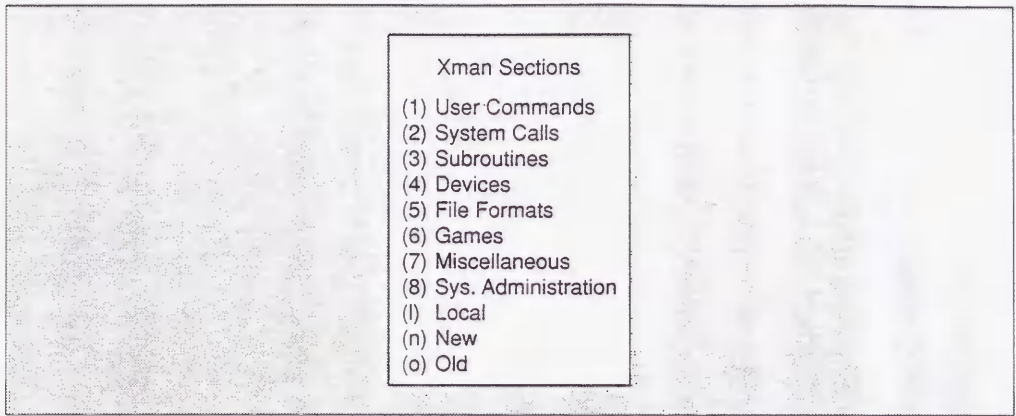 Xman Sections
(1) User Commands
(2) System Calls
(3) Subroutines
(4) Devices
(5) File Formats
(6) Games
(7) Miscellaneous
(8) Sys. Administration
(l) Local
(n) New
(o) Old